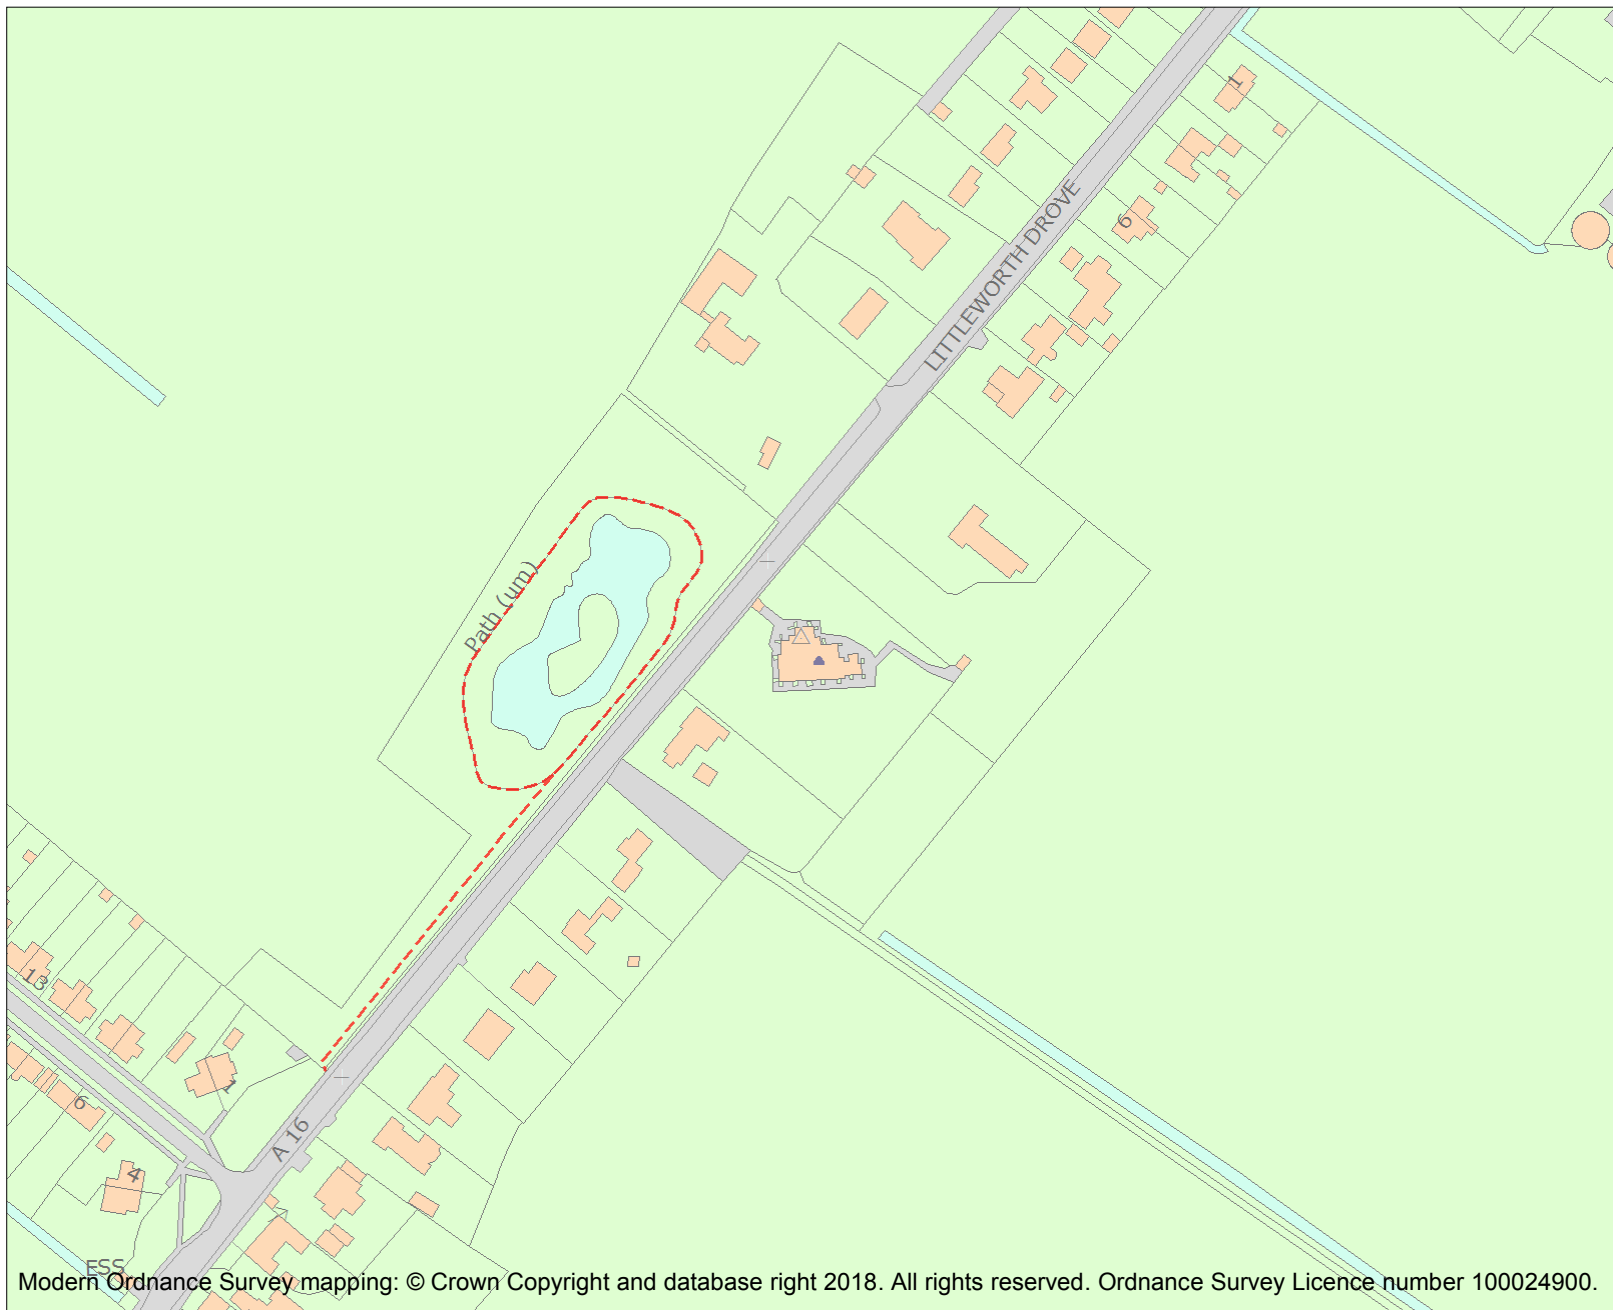 1
LITTLEWORTH DROVE
6
Path (um)
13
1
6
A 16
4
7
ESS
Modern Ordnance Survey mapping: © Crown Copyright and database right 2018. All rights reserved. Ordnance Survey Licence number 100024900.